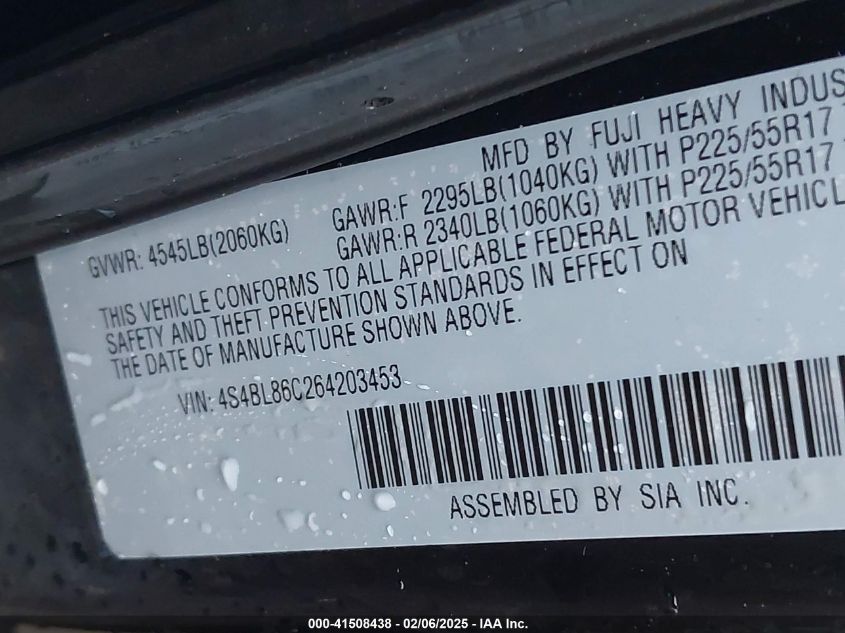 MFD BY FUJI HEAVY INDUS
GVWR: 4545LB(2060KG) GAWR:F 2295LB(1040KG) WITH P225/55R17
GAWR:R 2340LB(1060KG) WITH P225/55R17
THIS VEHICLE CONFORMS TO ALL APPLICABLE FEDERAL MOTOR VEHICL
SAFETY AND THEFT PREVENTION STANDARDS IN EFFECT ON
THE DATE OF MANUFACTURE SHOWN ABOVE.
VIN: 4S4BL86C264203453
ASSEMBLED BY SIA INC.
000-41508438 - 02/06/2025 - IAA Inc.